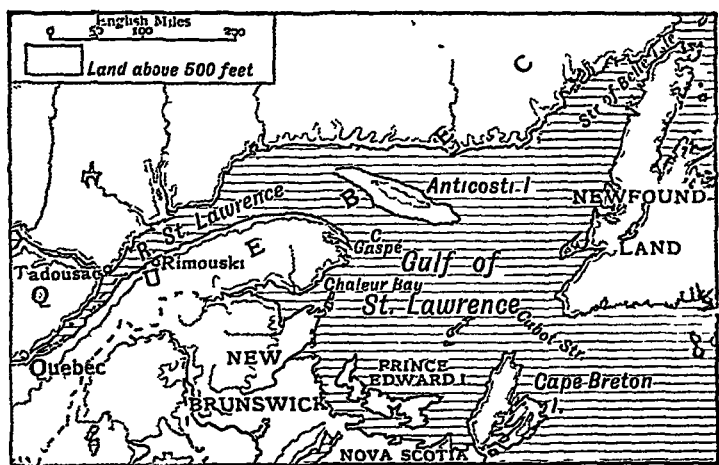 English Miles
0 50 100 200
Land above 500 feet
C
Str of Belle I le
E
B
Anticosti I
NEWFOUND
LAND
R. St. Lawrence
E
C. Gaspé
Gulf of
St. Lawrence
Tadousac
Rimouski
U
Q
Chaleur Bay
Cabot Str.
Quebec
NEW
BRUNSWICK
PRINCE
EDWARD I.
Cape Breton
I.
NOVA SCOTIA